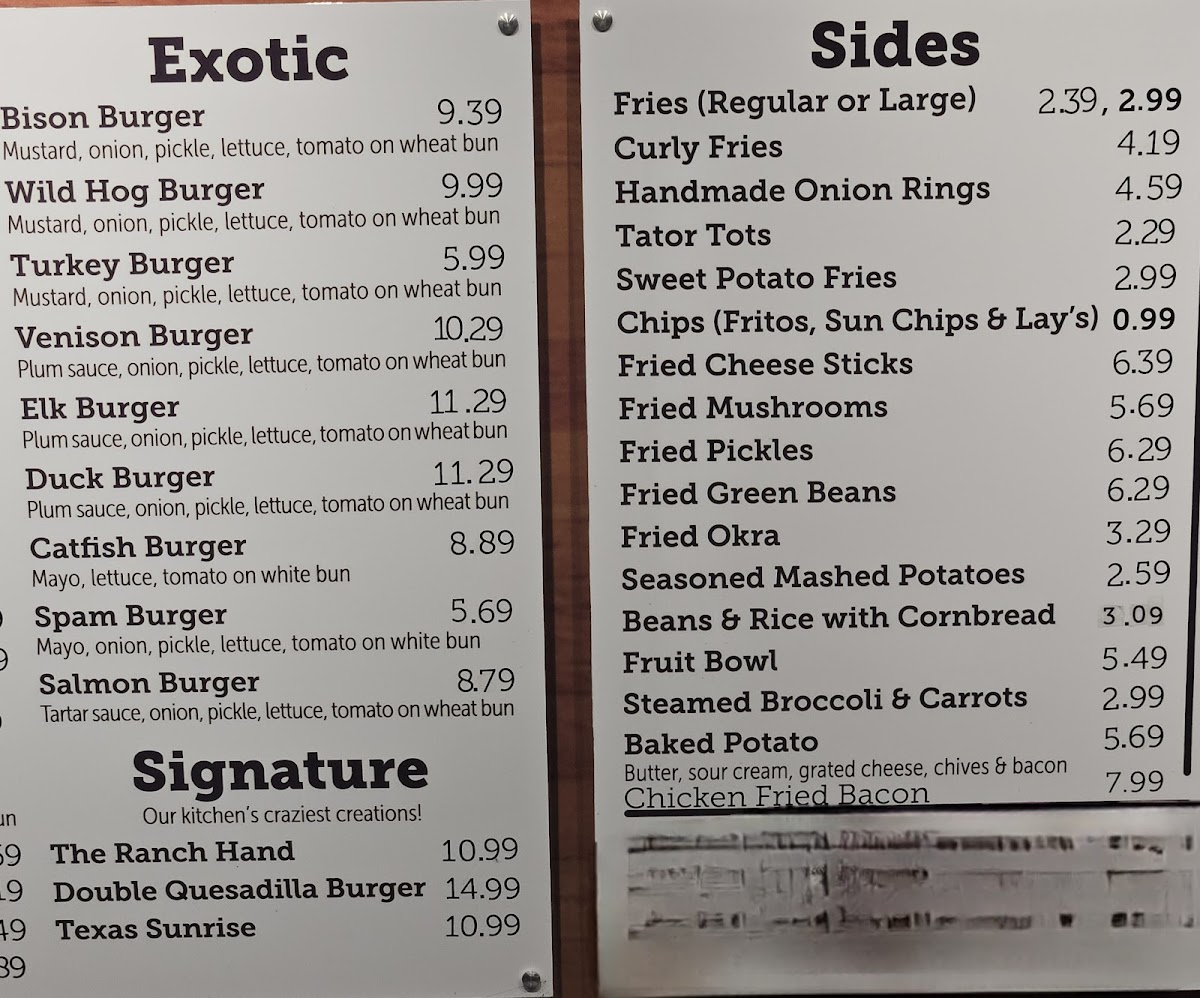 Exotic
Bison Burger 9.39
Mustard, onion, pickle, lettuce, tomato on wheat bun
Wild Hog Burger 9.99
Mustard, onion, pickle, lettuce, tomato on wheat bun
Turkey Burger 5.99
Mustard, onion, pickle, lettuce, tomato on wheat bun
Venison Burger 10.29
Plum sauce, onion, pickle, lettuce, tomato on wheat bun
Elk Burger 11.29
Plum sauce, onion, pickle, lettuce, tomato on wheat bun
Duck Burger 11.29
Plum sauce, onion, pickle, lettuce, tomato on wheat bun
Catfish Burger 8.89
Mayo, lettuce, tomato on white bun
Spam Burger 5.69
Mayo, onion, pickle, lettuce, tomato on white bun
Salmon Burger 8.79
Tartar sauce, onion, pickle, lettuce, tomato on wheat bun
Signature
Our kitchen's craziest creations!
The Ranch Hand 10.99
Double Quesadilla Burger 14.99
Texas Sunrise 10.99
Sides
Fries (Regular or Large) 2.39, 2.99
Curly Fries 4.19
Handmade Onion Rings 4.59
Tator Tots 2.29
Sweet Potato Fries 2.99
Chips (Fritos, Sun Chips & Lay's) 0.99
Fried Cheese Sticks 6.39
Fried Mushrooms 5.69
Fried Pickles 6.29
Fried Green Beans 6.29
Fried Okra 3.29
Seasoned Mashed Potatoes 2.59
Beans & Rice with Cornbread 3.09
Fruit Bowl 5.49
Steamed Broccoli & Carrots 2.99
Baked Potato 5.69
Butter, sour cream, grated cheese, chives & bacon
Chicken Fried Bacon 7.99